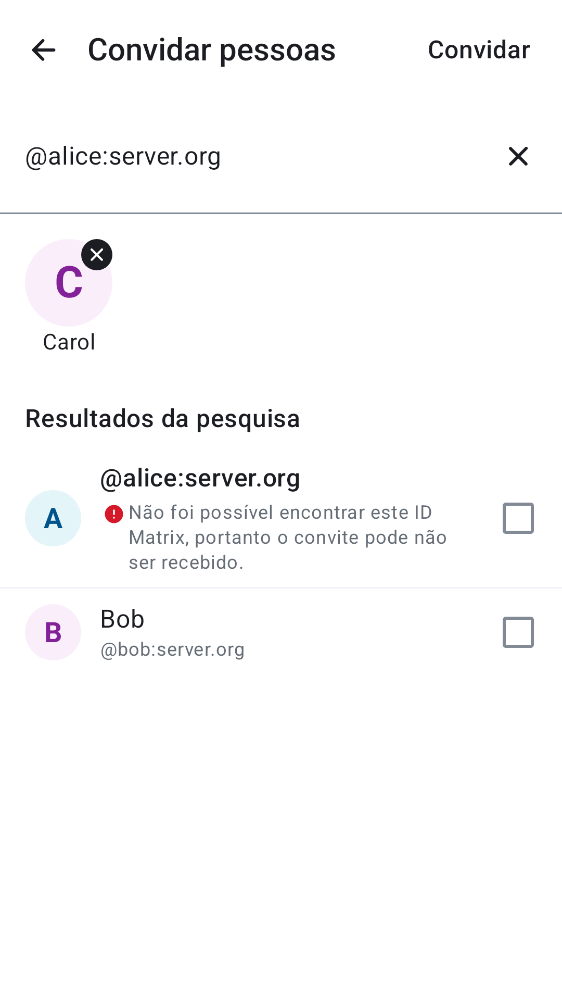 Convidar pessoas
Convidar
@alice:server.org
C
Carol
Resultados da pesquisa
@alice:server.org
A
Não foi possível encontrar este ID
Matrix, portanto o convite pode não
ser recebido.
B
Bob
@bob:server.org